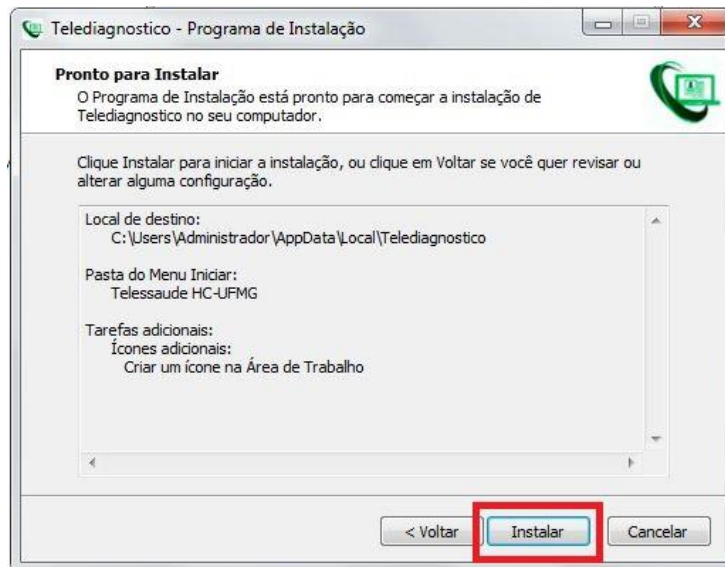 Telediagnostico - Programa de Instalação
Pronto para Instalar
O Programa de Instalação está pronto para começar a instalação de
Telediagnostico no seu computador.
Clique Instalar para iniciar a instalação, ou clique em Voltar se você quer revisar ou
alterar alguma configuração.
Local de destino:
C:\Users\Administrador\AppData\Local\Telediagnostico
Pasta do Menu Iniciar:
Telessaude HC-UFMG
Tarefas adicionais:
Ícones adicionais:
Criar um ícone na Área de Trabalho
< Voltar
Instalar
Cancelar